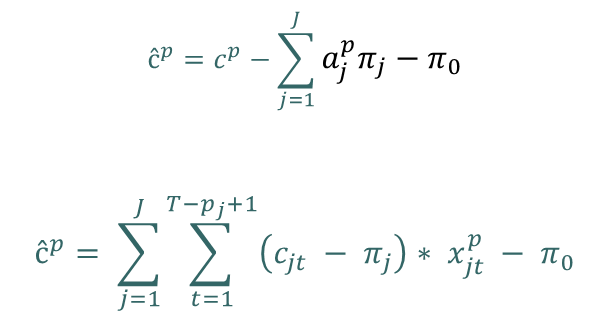 ĉ^p = c^p − ∑_{j=1}^{J} a_j^p π_j − π_0
ĉ^p = ∑_{j=1}^{J} ∑_{t=1}^{T−p_j+1} (c_{jt} − π_j) ∗ x_{jt}^p − π_0